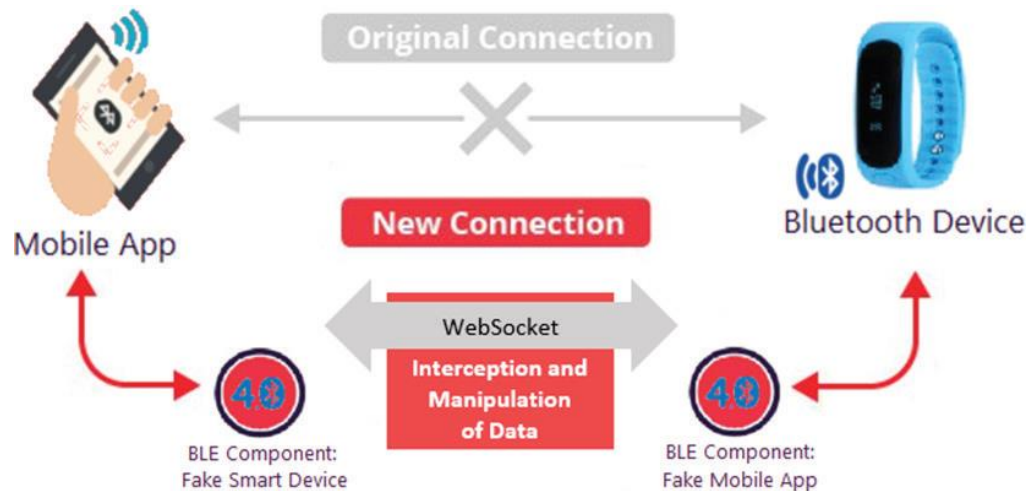 Original Connection
Mobile App
Bluetooth Device
New Connection
WebSocket
Interception and
Manipulation
of Data
4.0
BLE Component:
Fake Smart Device
4.0
BLE Component:
Fake Mobile App